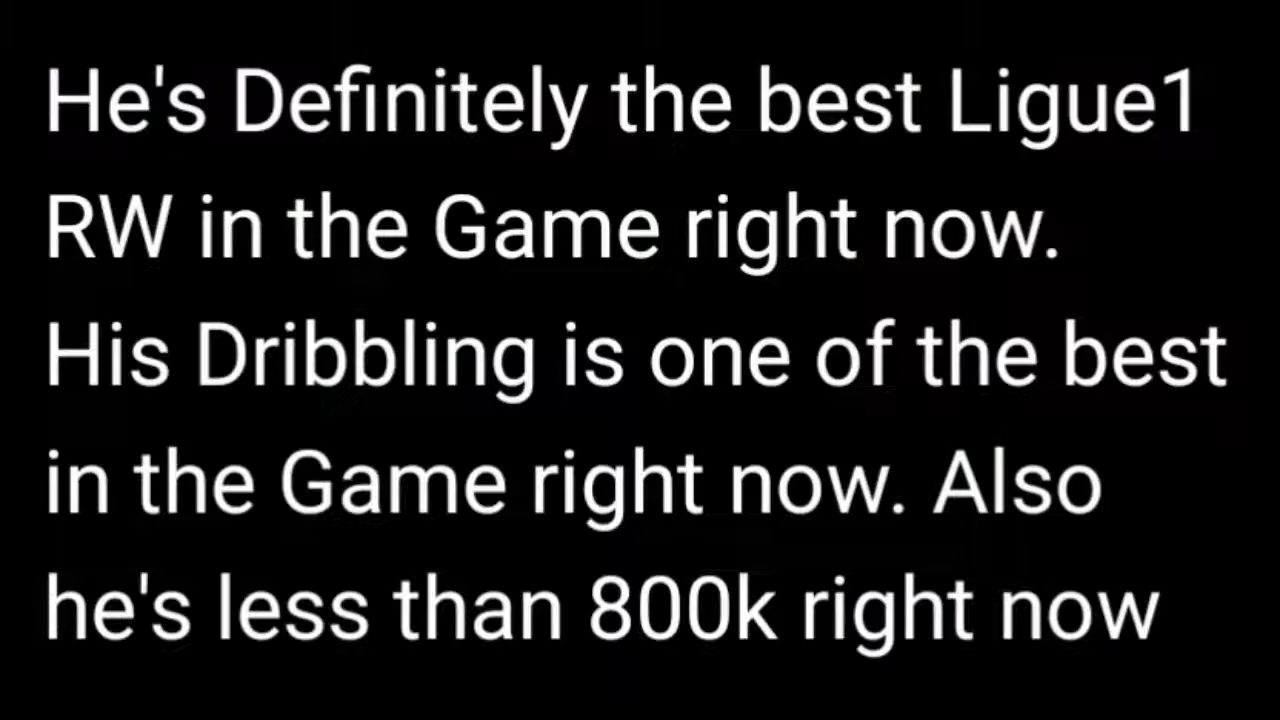 He's Definitely the best Ligue1
RW in the Game right now.
His Dribbling is one of the best
in the Game right now. Also
he's less than 800k right now